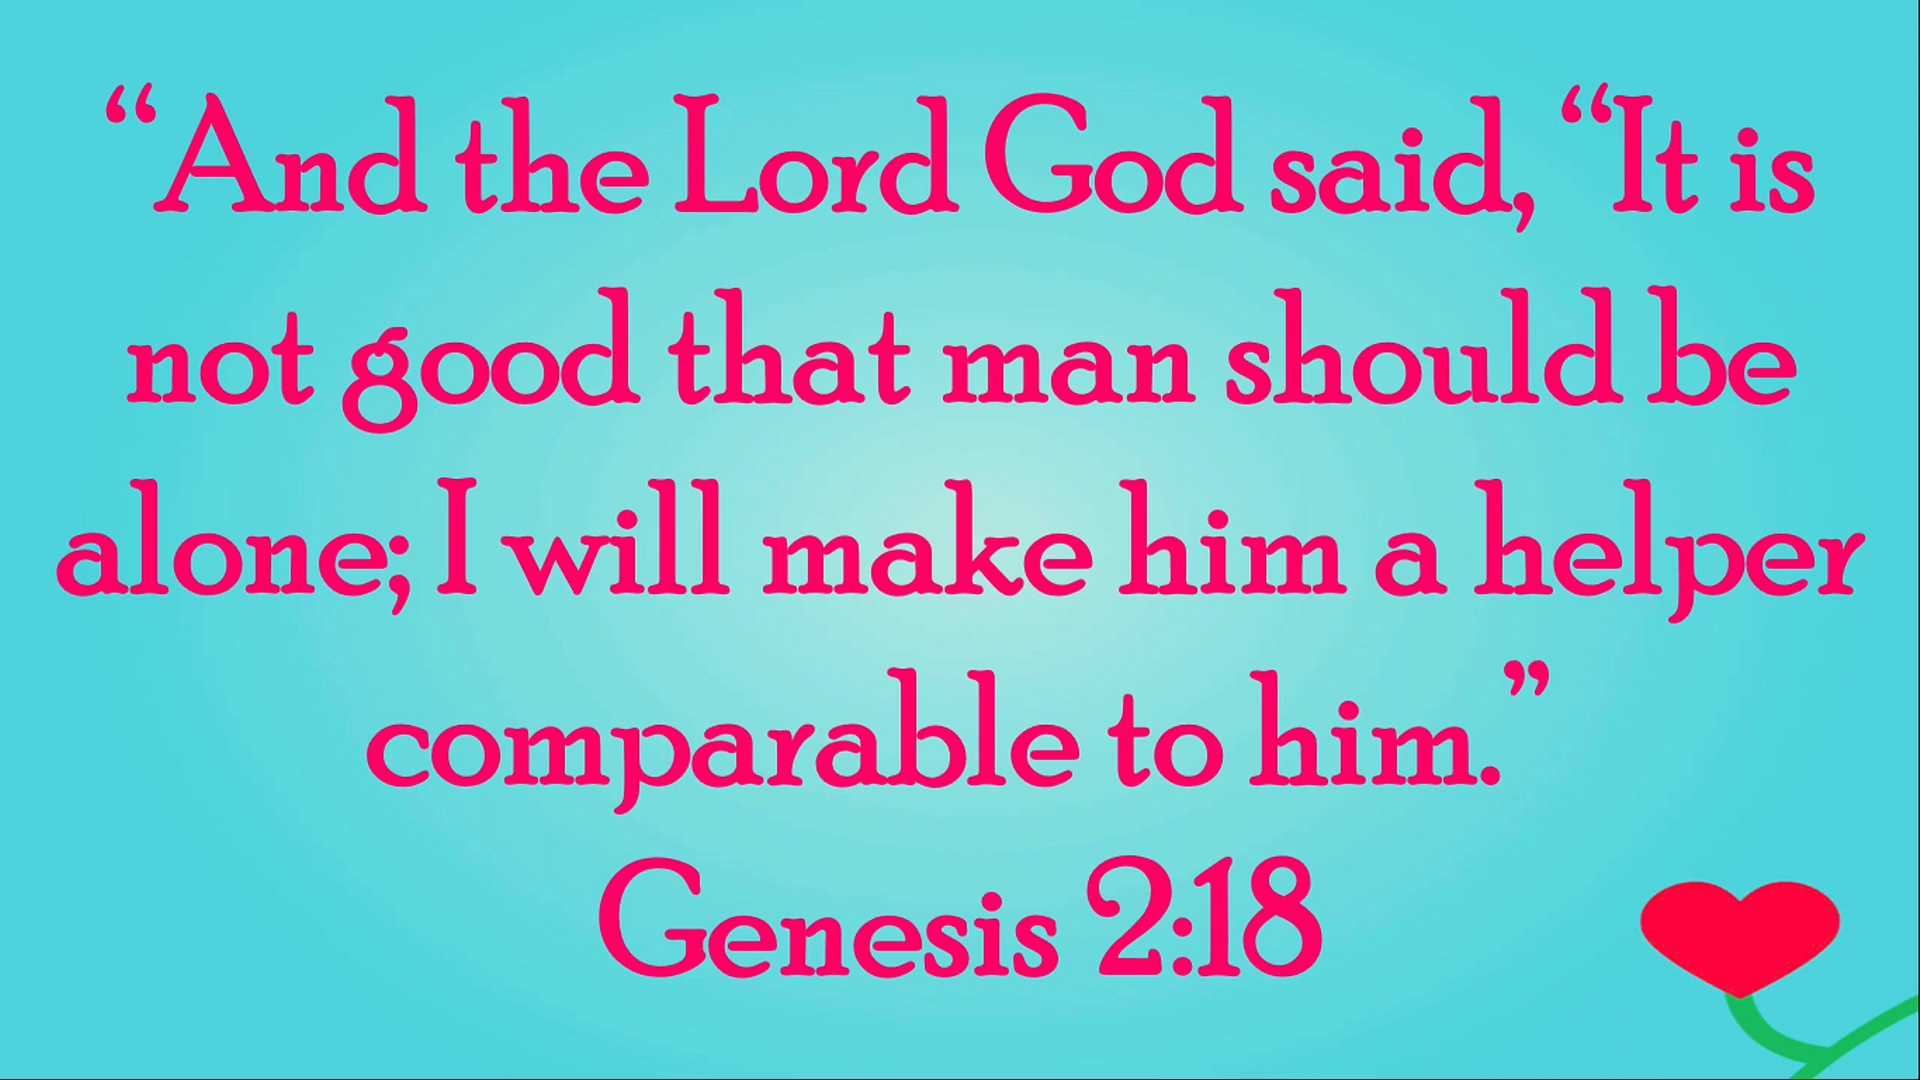 “And the Lord God said, “It is
not good that man should be
alone; I will make him a helper
comparable to him.”
Genesis 2:18